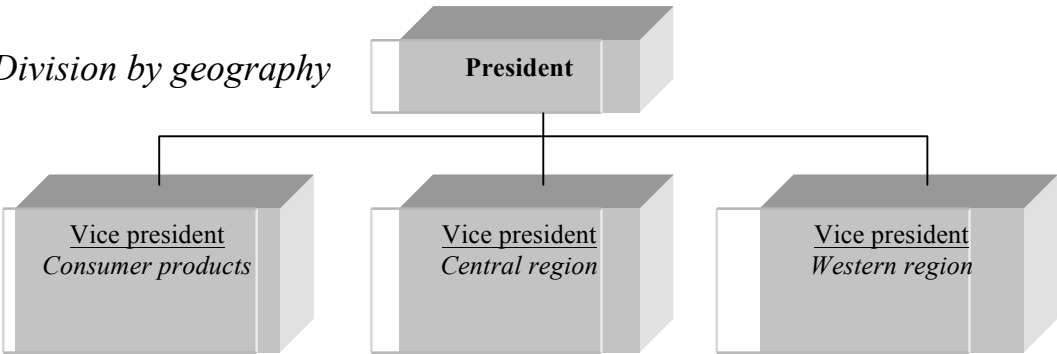 Division by geography
President
Vice president
Consumer products
Vice president
Central region
Vice president
Western region